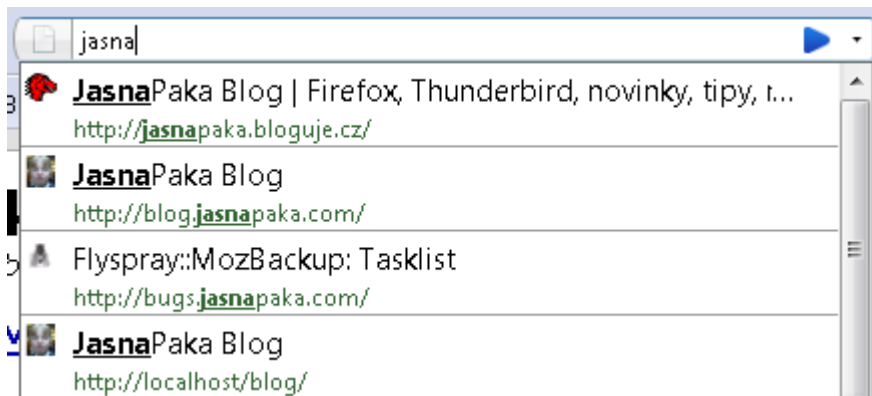 jasna
JasnaPaka Blog | Firefox, Thunderbird, novinky, tipy, r...
http://jasnapaka.bloguje.cz/
JasnaPaka Blog
http://blog.jasnapaka.com/
Flyspray::MozBackup: Tasklist
http://bugs.jasnapaka.com/
JasnaPaka Blog
http://localhost/blog/